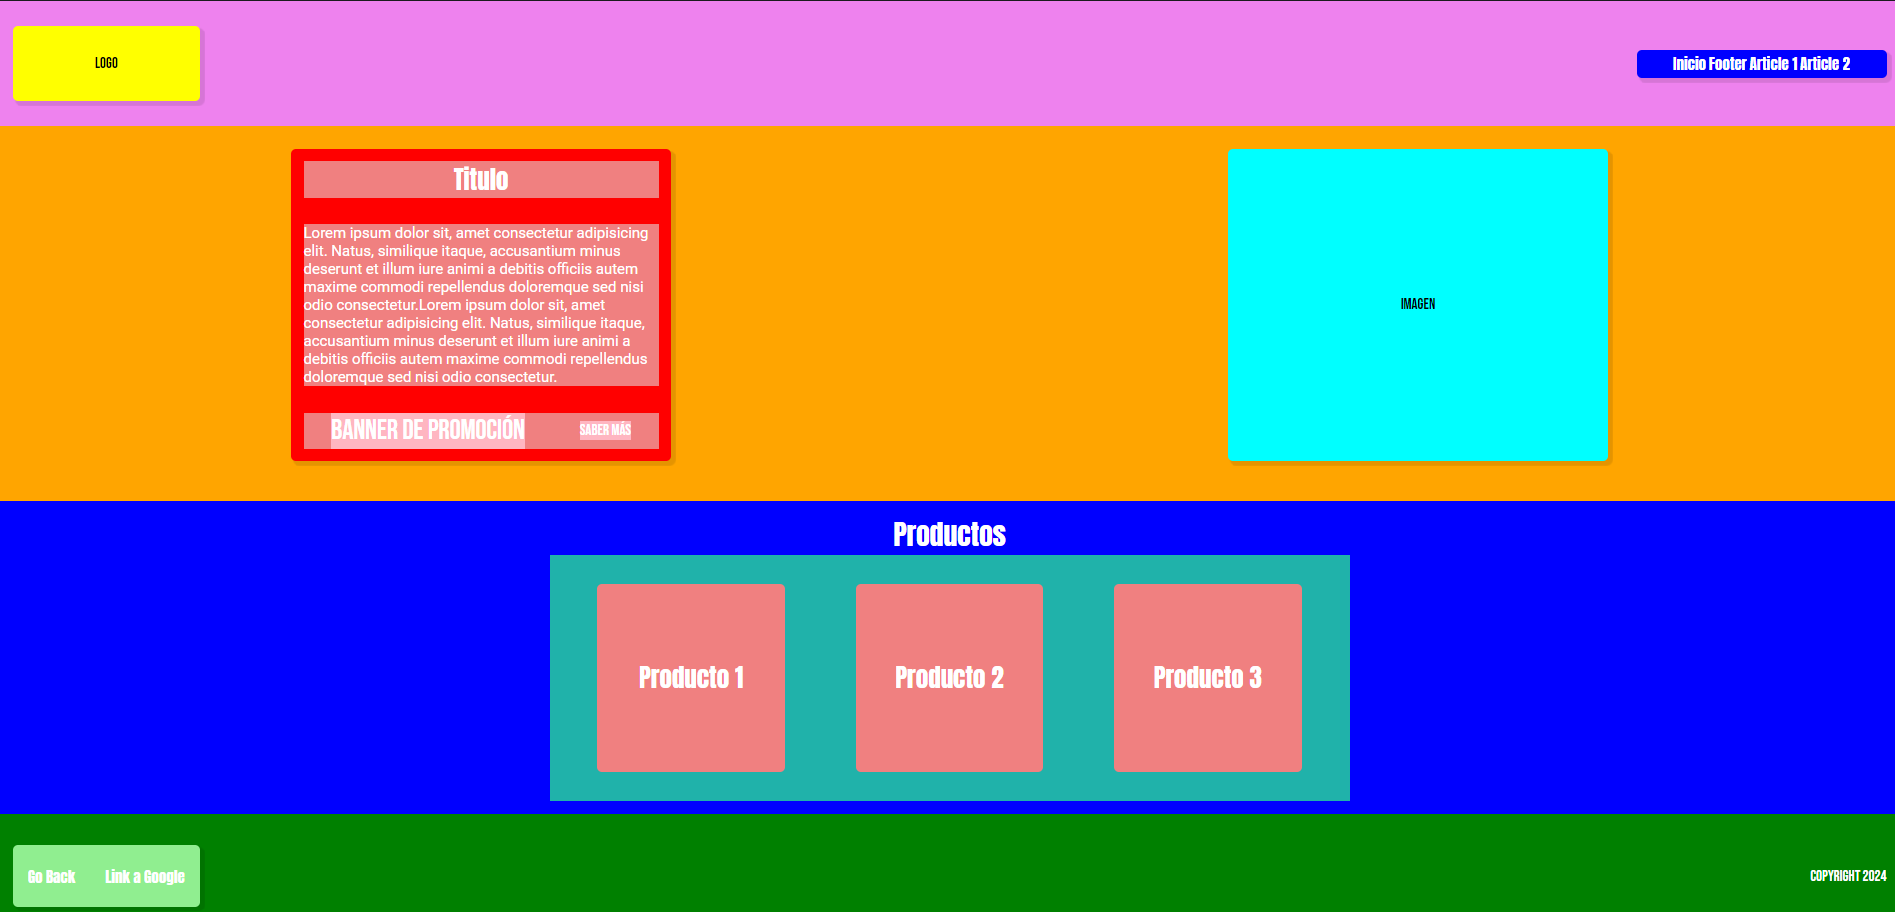 LOGO
Inicio Footer Article 1 Article 2
Titulo
Lorem ipsum dolor sit, amet consectetur adipisicing
elit. Natus, similique itaque, accusantium minus
deserunt et illum iure animi a debitis officiis autem
maxime commodi repellendus doloremque sed nisi
odio consectetur.Lorem ipsum dolor sit, amet
consectetur adipisicing elit. Natus, similique itaque,
accusantium minus deserunt et illum iure animi a
debitis officiis autem maxime commodi repellendus
doloremque sed nisi odio consectetur.
BANNER DE PROMOCIÓN SABER MÁS
IMAGEN
Productos
Producto 1
Producto 2
Producto 3
Go Back Link a Google
COPYRIGHT 2024